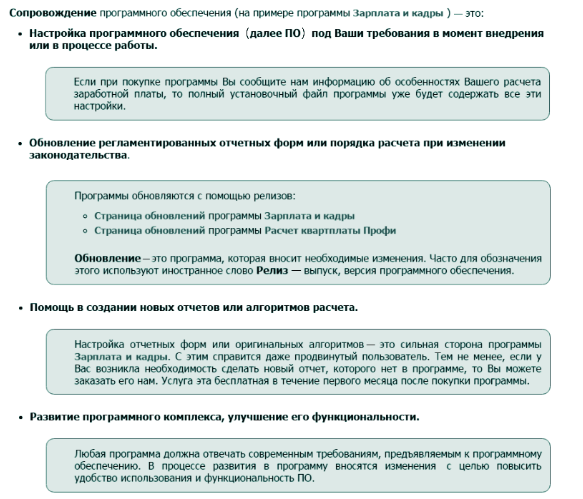 Сопровождение программного обеспечения (на примере программы Зарплата и кадры ) — это:
• Настройка программного обеспечения (далее ПО) под Ваши требования в момент внедрения
или в процессе работы.
Если при покупке программы Вы сообщите нам информацию об особенностях Вашего расчета
заработной платы, то полный установочный файл программы уже будет содержать все эти
настройки.
• Обновление регламентированных отчетных форм или порядка расчета при изменении
законодательства.
Программы обновляются с помощью релизов:
○ Страница обновлений программы Зарплата и кадры
○ Страница обновлений программы Расчет квартплаты Профи
Обновление — это программа, которая вносит необходимые изменения. Часто для обозначения
этого используют иностранное слово Релиз — выпуск, версия программного обеспечения.
• Помощь в создании новых отчетов или алгоритмов расчета.
Настройка отчетных форм или оригинальных алгоритмов — это сильная сторона программы
Зарплата и кадры. С этим справится даже продвинутый пользователь. Тем не менее, если у
Вас возникла необходимость сделать новый отчет, которого нет в программе, то Вы можете
заказать его нам. Услуга эта бесплатная в течение первого месяца после покупки программы.
• Развитие программного комплекса, улучшение его функциональности.
Любая программа должна отвечать современным требованиям, предъявляемым к программному
обеспечению. В процессе развития в программу вносятся изменения с целью повысить
удобство использования и функциональность ПО.